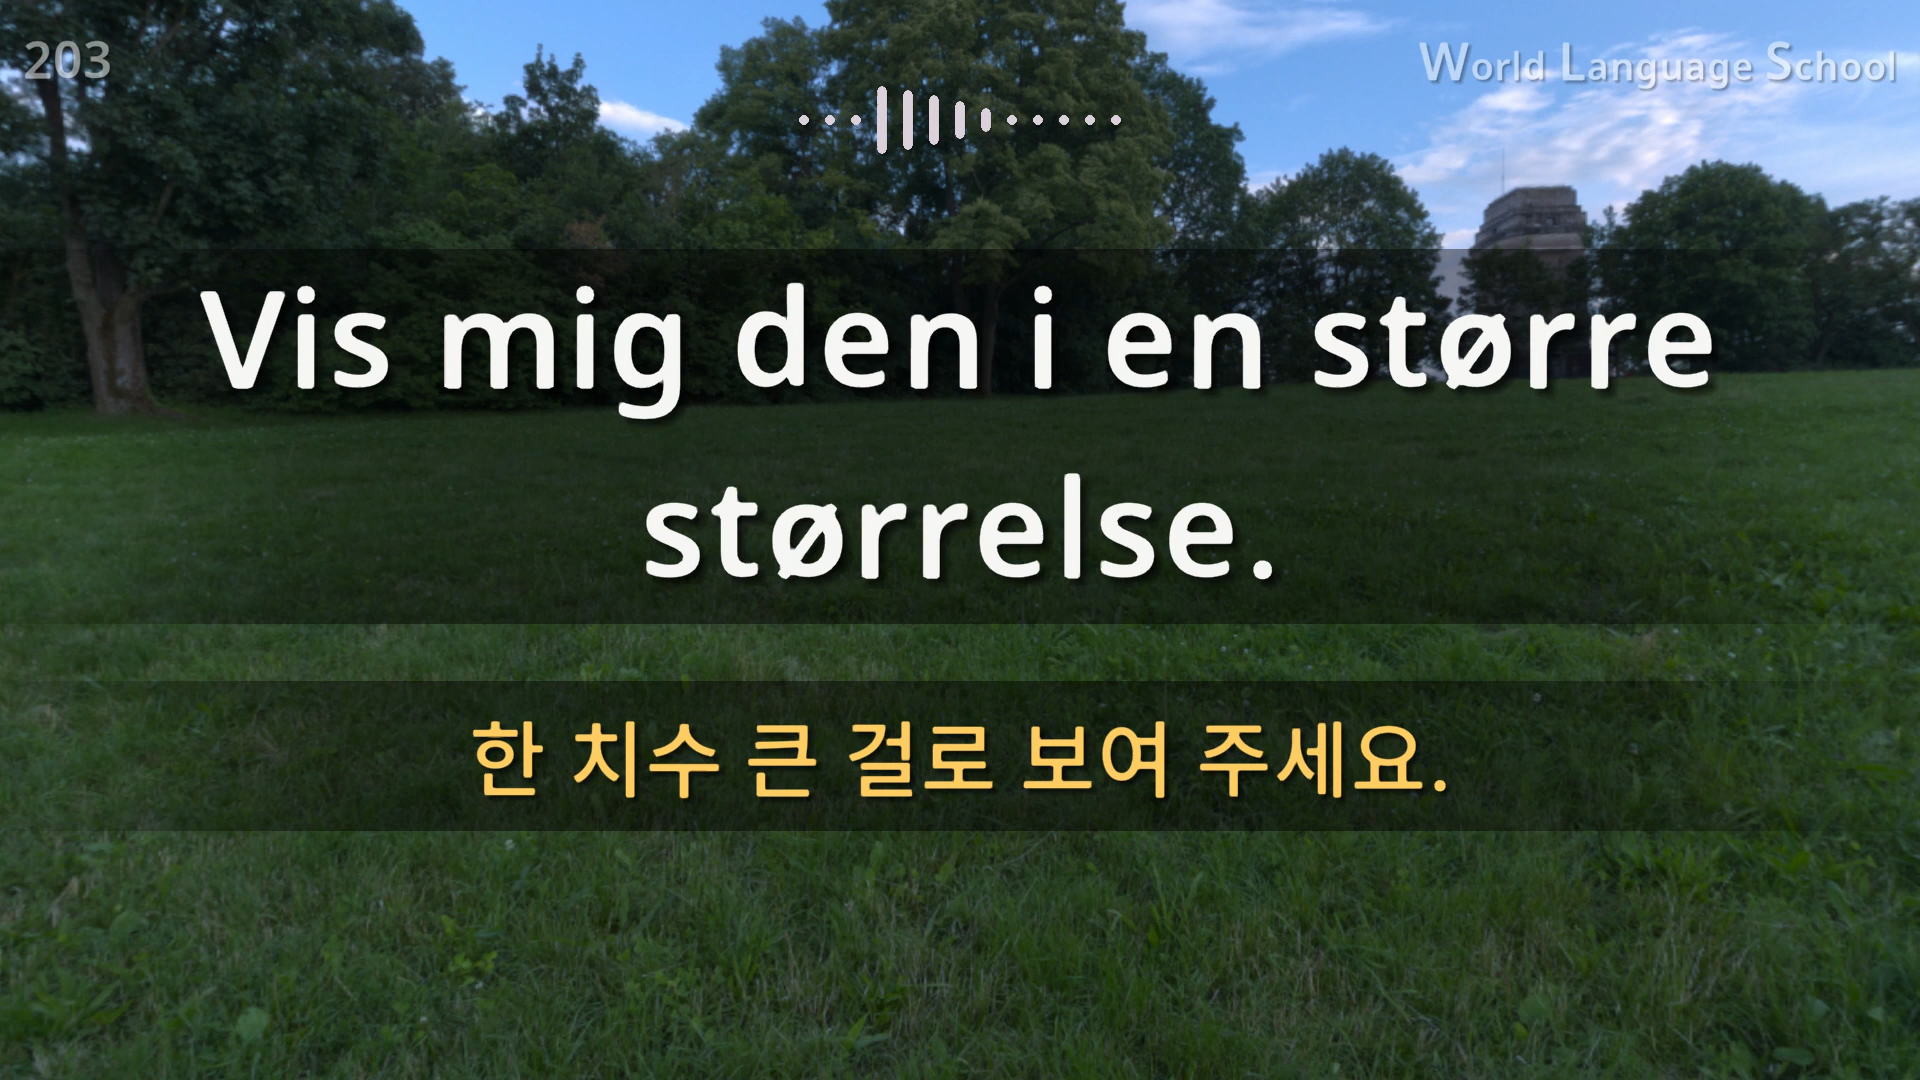 203
World Language School
Vis mig den i en større
størrelse.
한 치수 큰 걸로 보여 주세요.